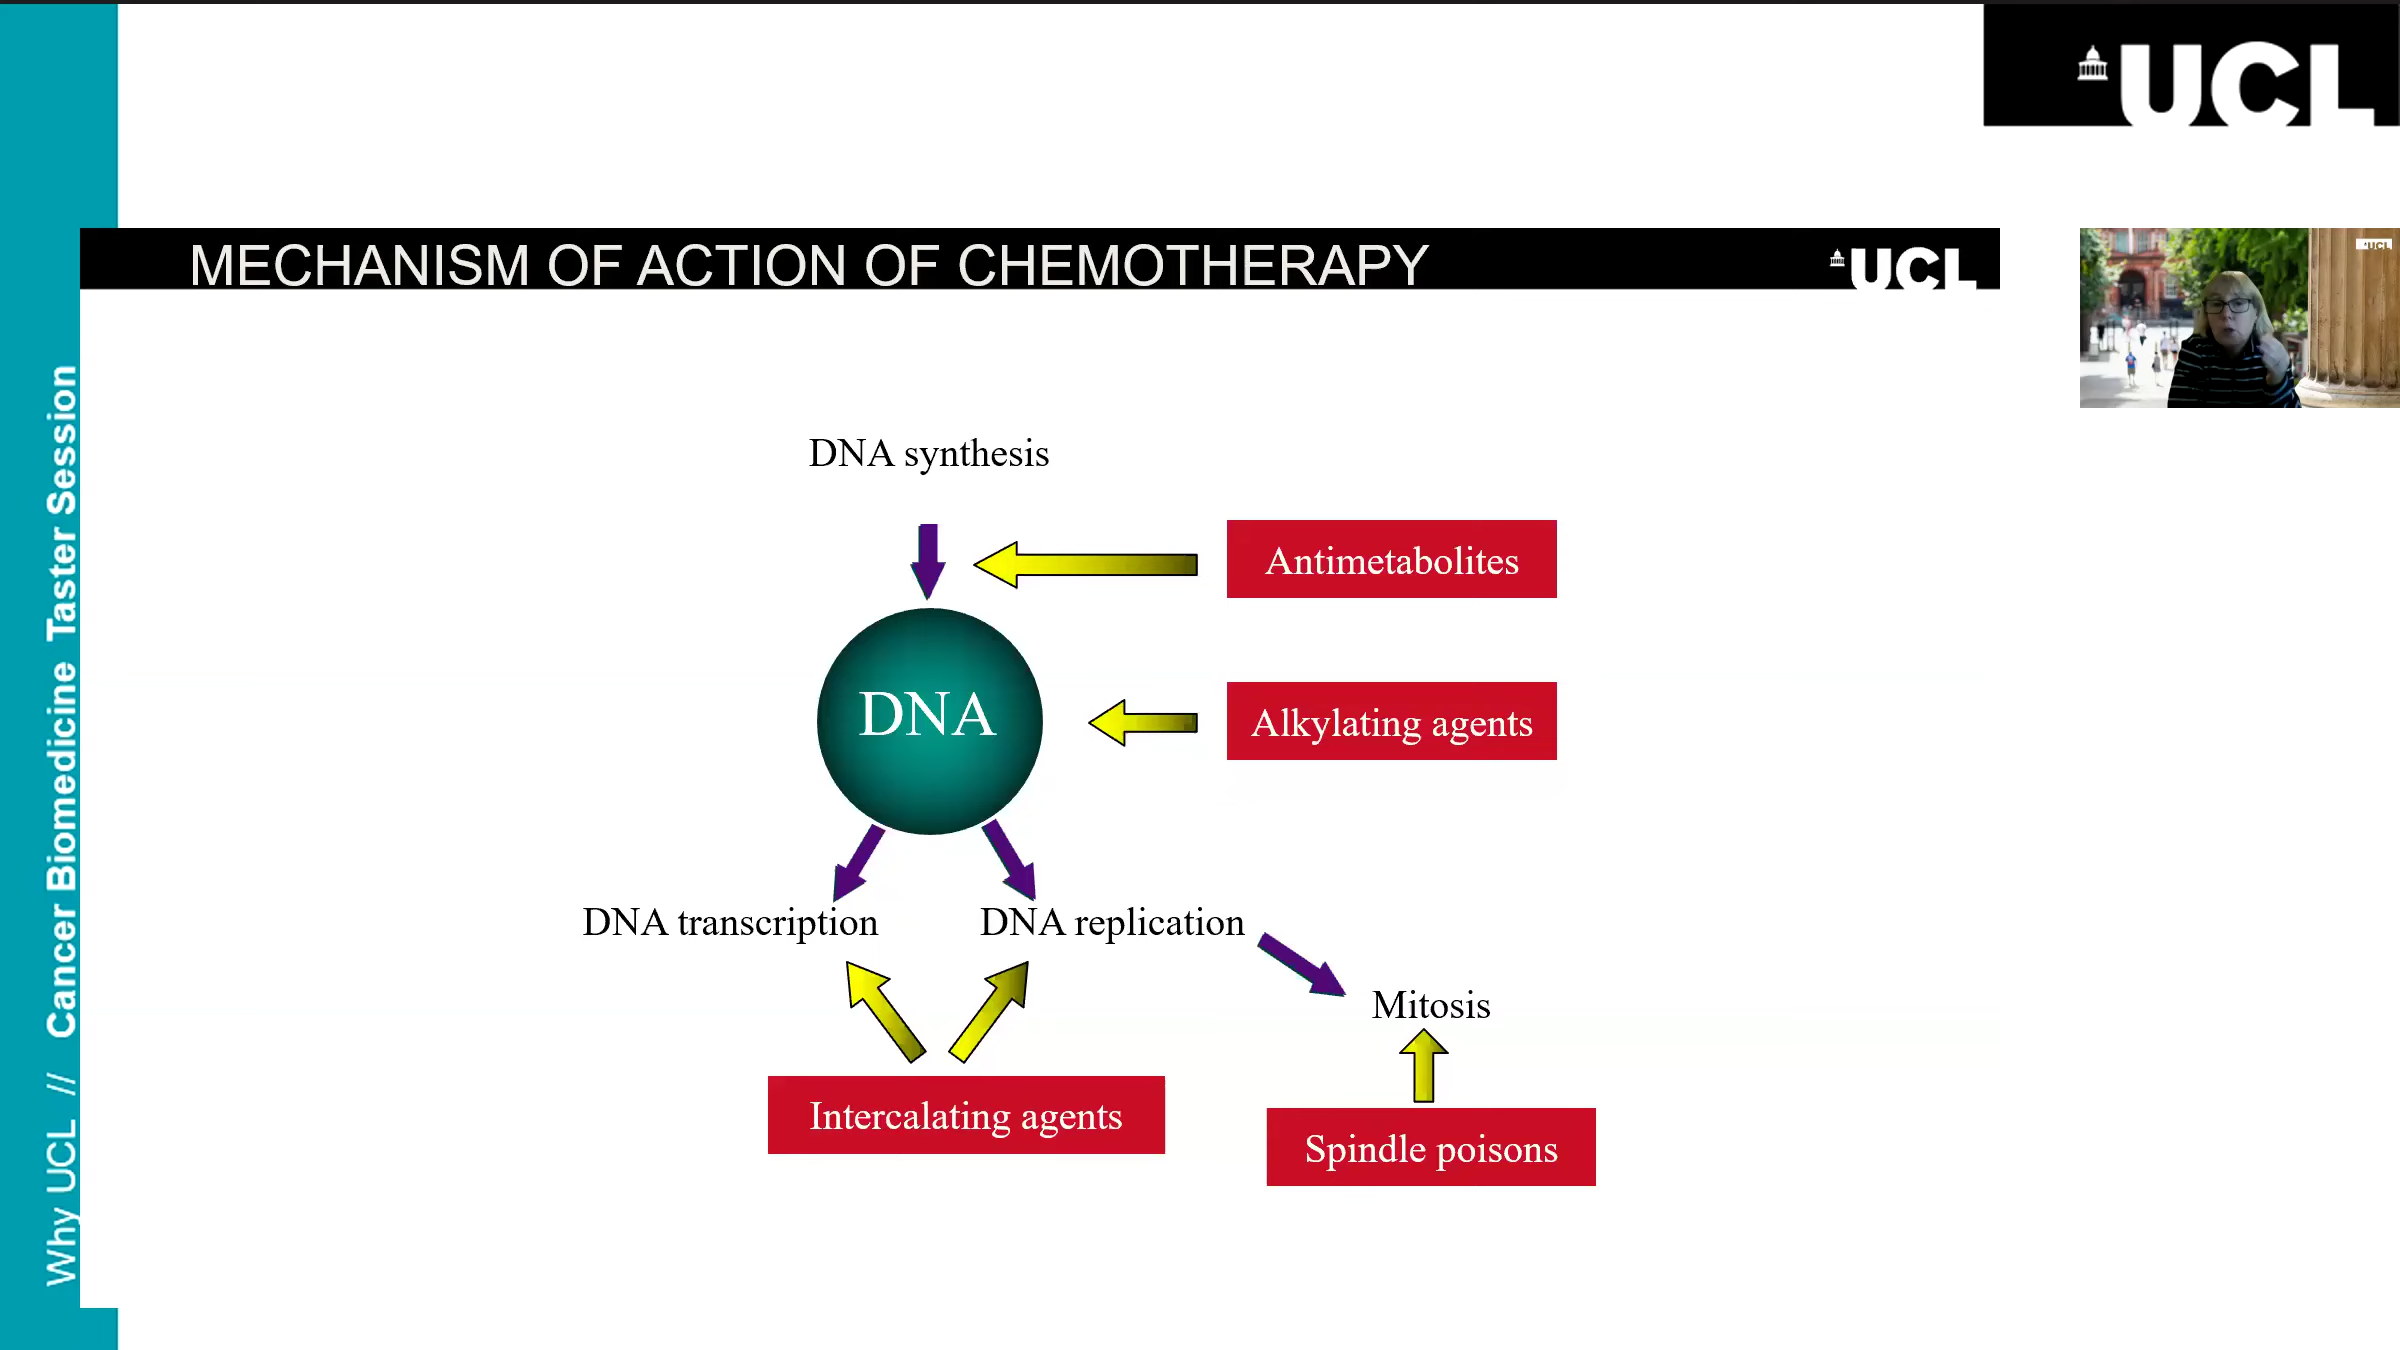 UCL
MECHANISM OF ACTION OF CHEMOTHERAPY
UCL
UCL
Why UCL // Cancer Biomedicine Taster Session
DNA synthesis
Antimetabolites
DNA
Alkylating agents
DNA transcription
DNA replication
Mitosis
Intercalating agents
Spindle poisons